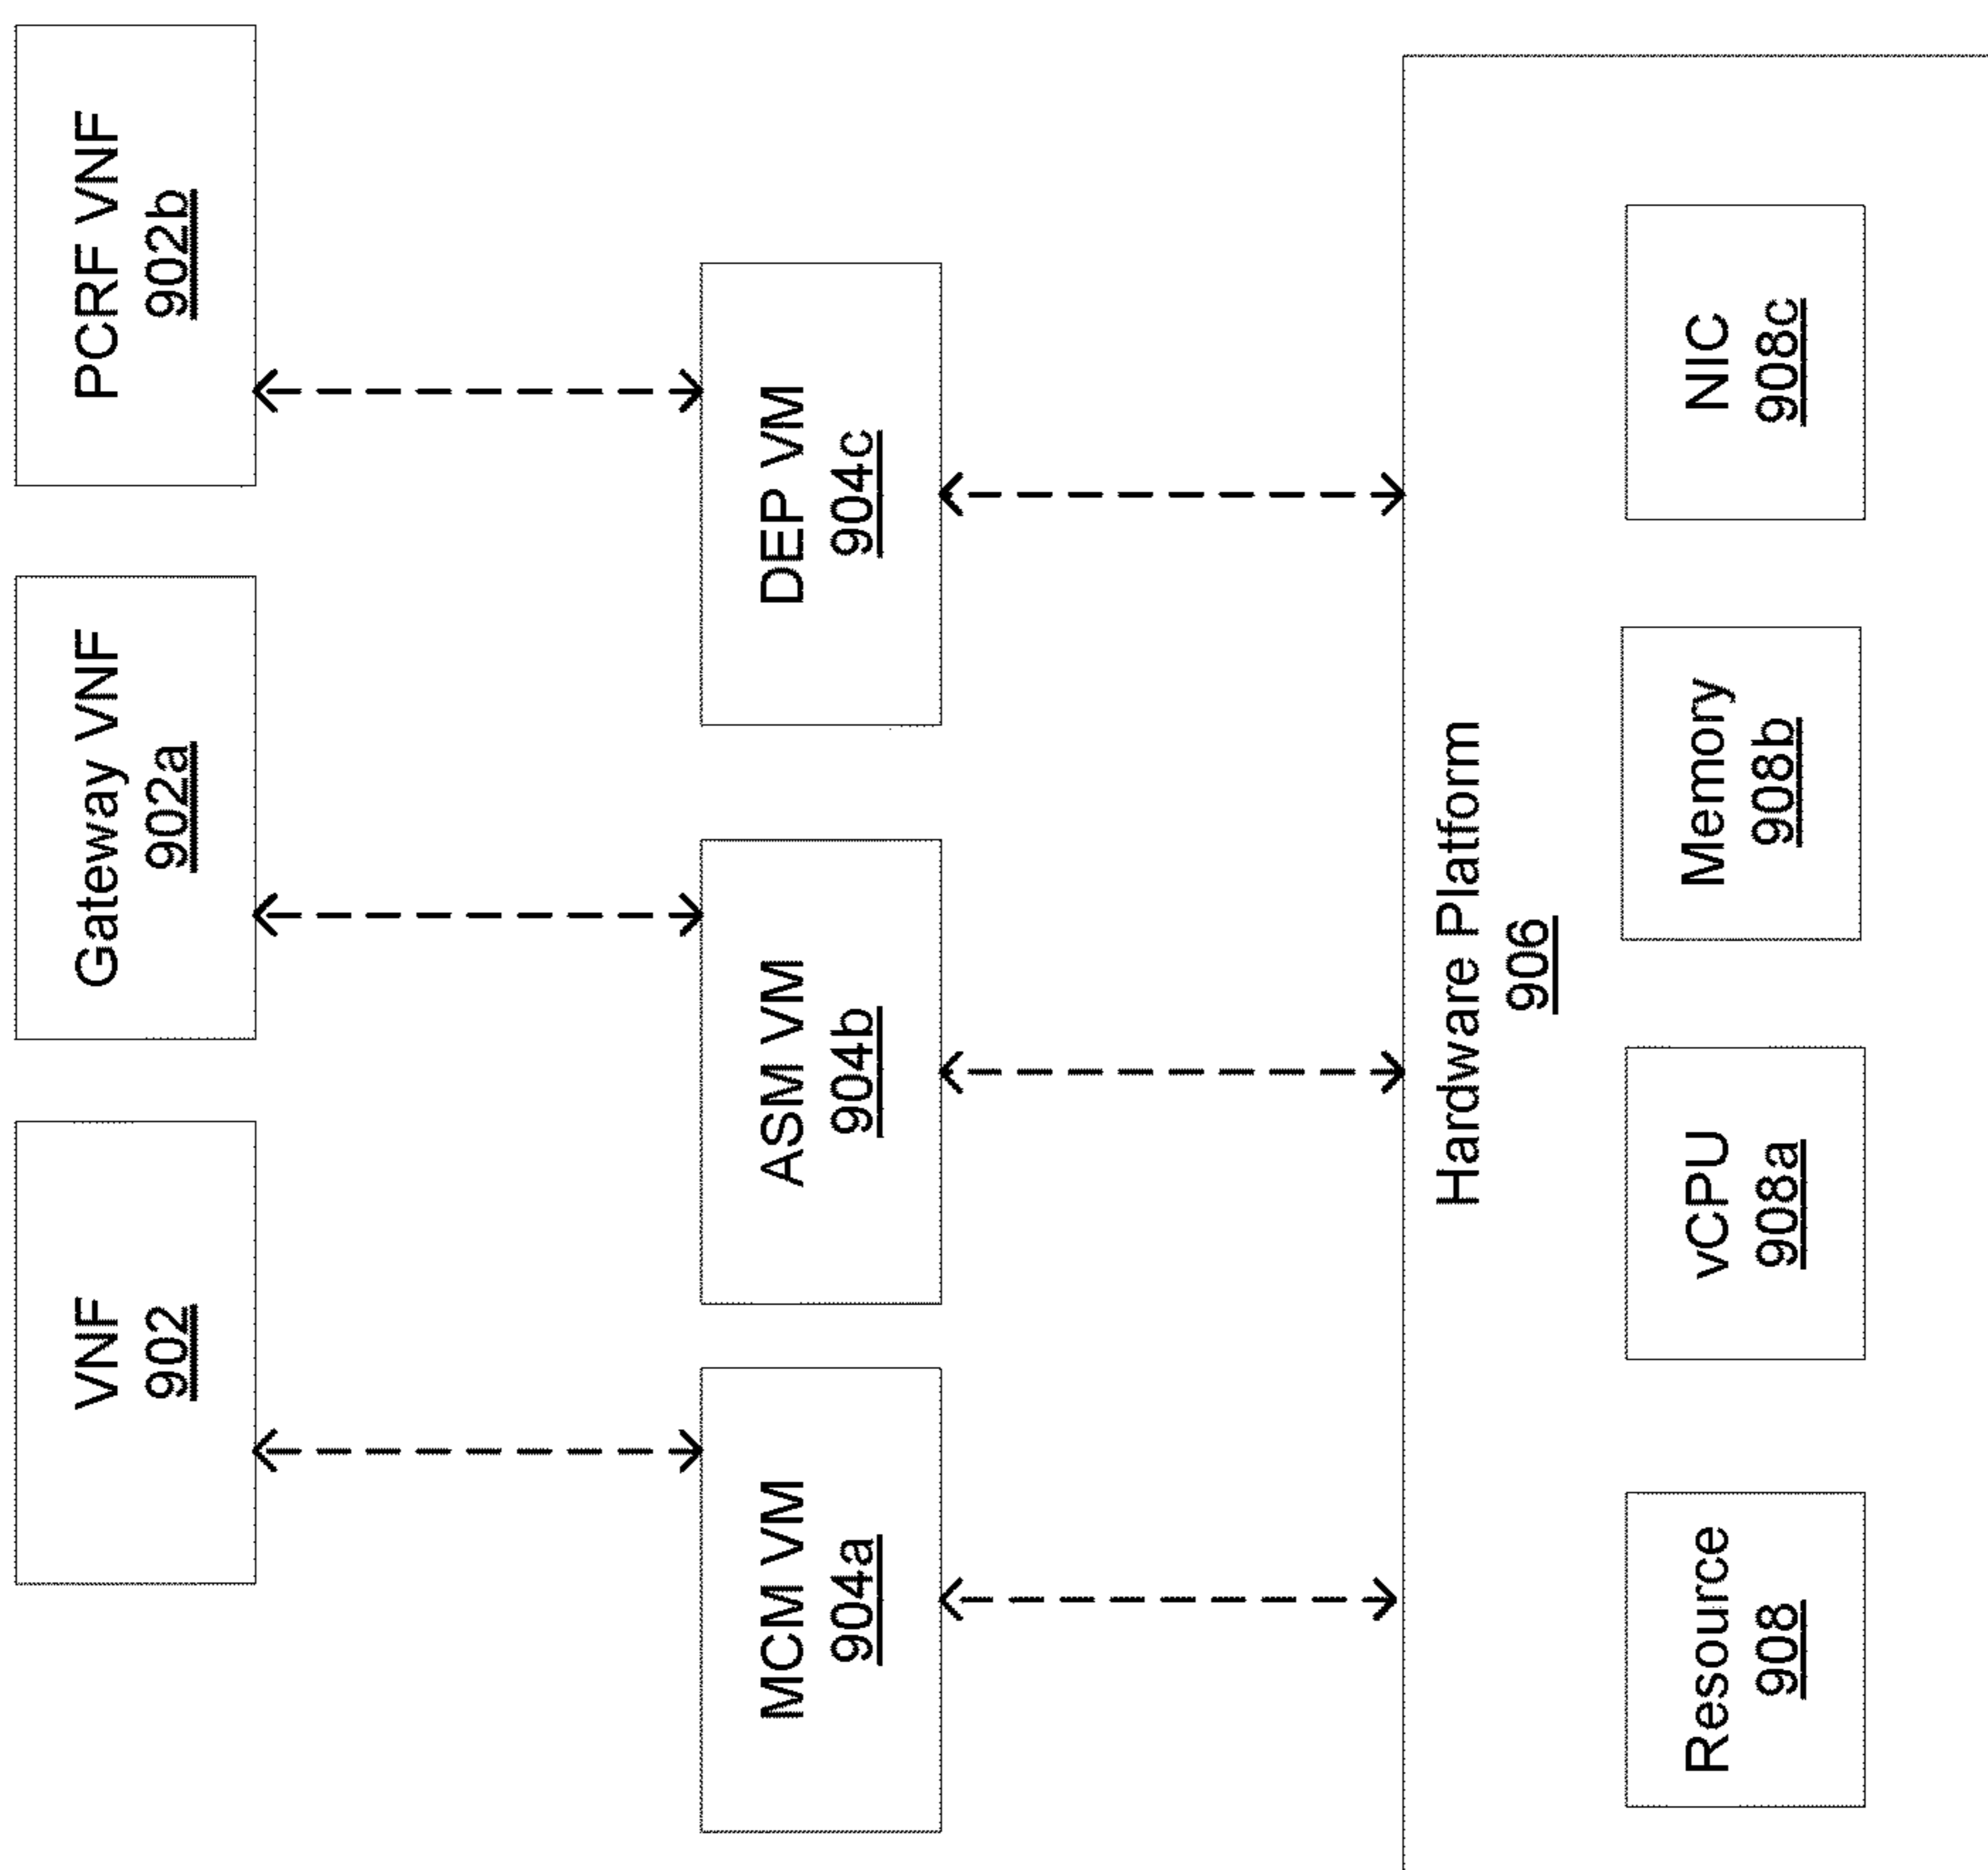 VNF
902
Gateway VNF
902a
PCRF VNF
902b
MCM VM
904a
ASM VM
904b
DEP VM
904c
Hardware Platform
906
Resource
908
vCPU
908a
Memory
908b
NIC
908c